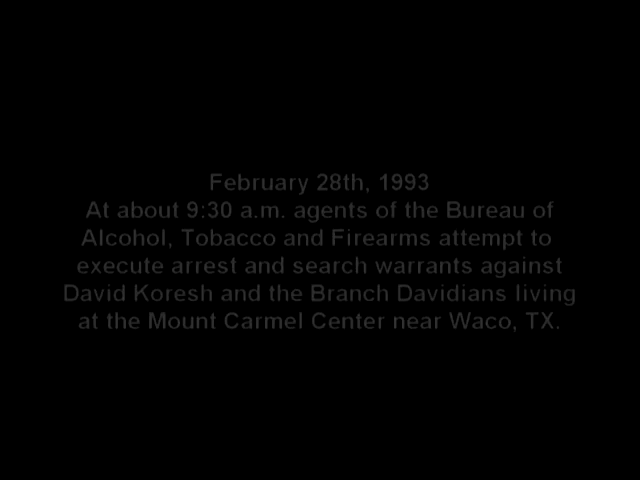 February 28th, 1993
At about 9:30 a.m. agents of the Bureau of
Alcohol, Tobacco and Firearms attempt to
execute arrest and search warrants against
David Koresh and the Branch Davidians living
at the Mount Carmel Center near Waco, TX.